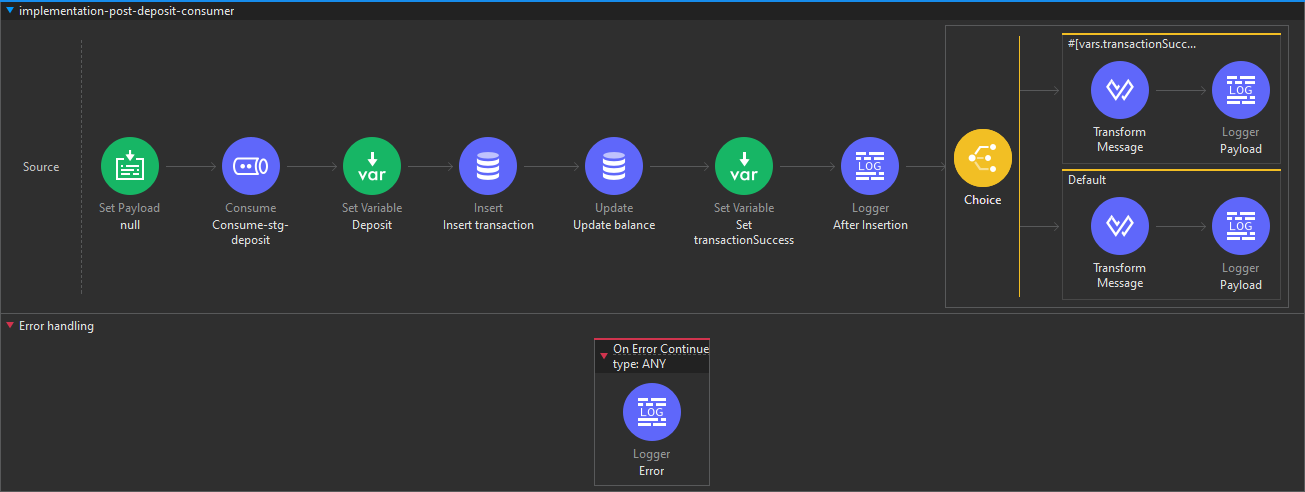 implementation-post-deposit-consumer
Source
Set Payload
null
Consume
Consume-stg-
deposit
var
Set Variable
Deposit
Insert
Insert transaction
Update
Update balance
var
Set Variable
Set
transactionSuccess
LOG
Logger
After Insertion
Choice
#[vars.transactionSucc...
Transform
Message
LOG
Logger
Payload
Default
Transform
Message
LOG
Logger
Payload
Error handling
On Error Continue
type: ANY
LOG
Logger
Error